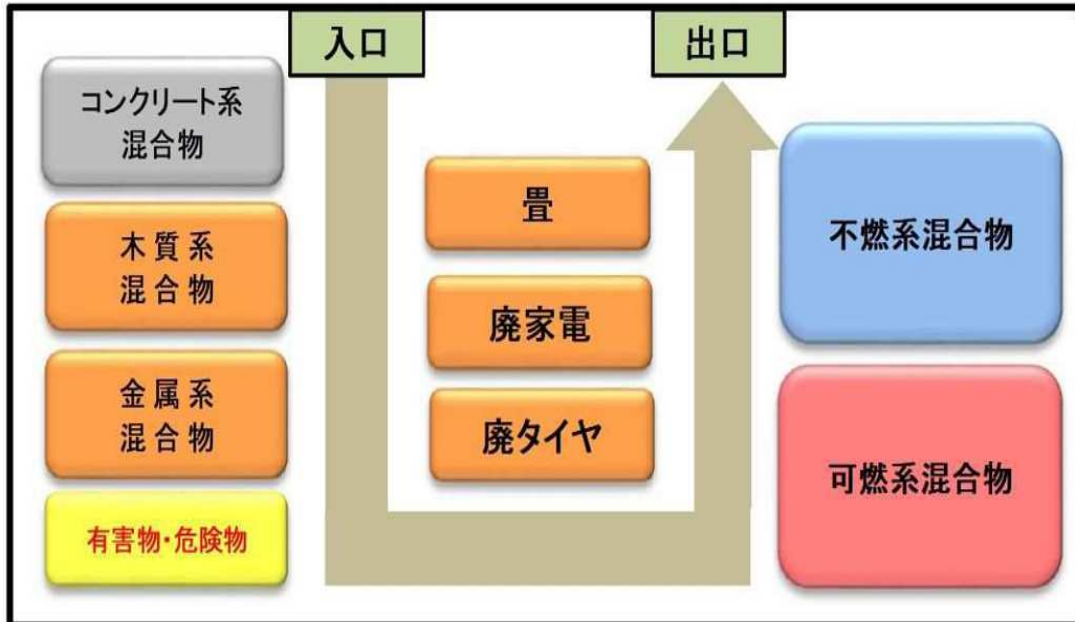 入口
出口
コンクリート系
混合物
木質系
混合物
金属系
混合物
有害物・危険物
畳
廃家電
廃タイヤ
不燃系混合物
可燃系混合物